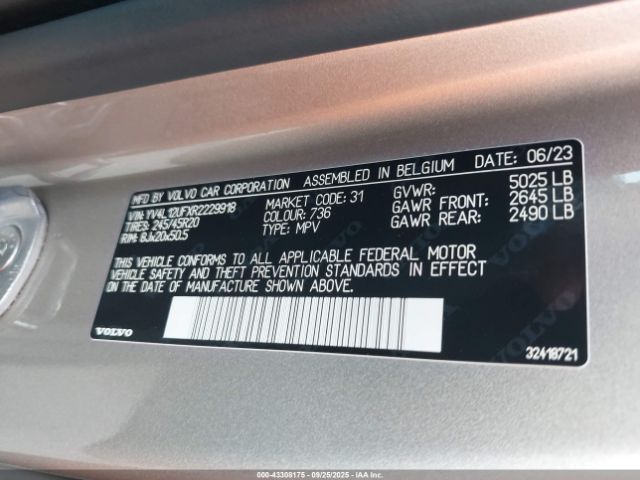 MFD BY VOLVO CAR CORPORATION ASSEMBLED IN BELGIUM DATE: 06/23
VIN: YV4L12UFXR2229918 MARKET CODE: 31 GVWR: 5025 LB
TIRES: 245/45R20 COLOUR: 736 GAWR FRONT: 2645 LB
RIM: 8Jx20x50.5 TYPE: MPV GAWR REAR: 2490 LB
THIS VEHICLE CONFORMS TO ALL APPLICABLE FEDERAL MOTOR
VEHICLE SAFETY AND THEFT PREVENTION STANDARDS IN EFFECT
ON THE DATE OF MANUFACTURE SHOWN ABOVE.
VOLVO
32418721
000-43308175 - 09/25/2025 - IAA Inc.